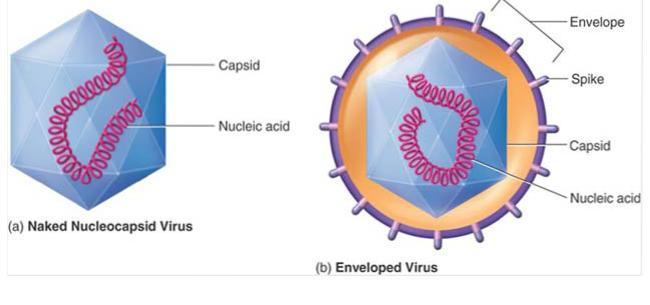 Capsid
Nucleic acid
(a) Naked Nucleocapsid Virus
Envelope
Spike
Capsid
Nucleic acid
(b) Enveloped Virus